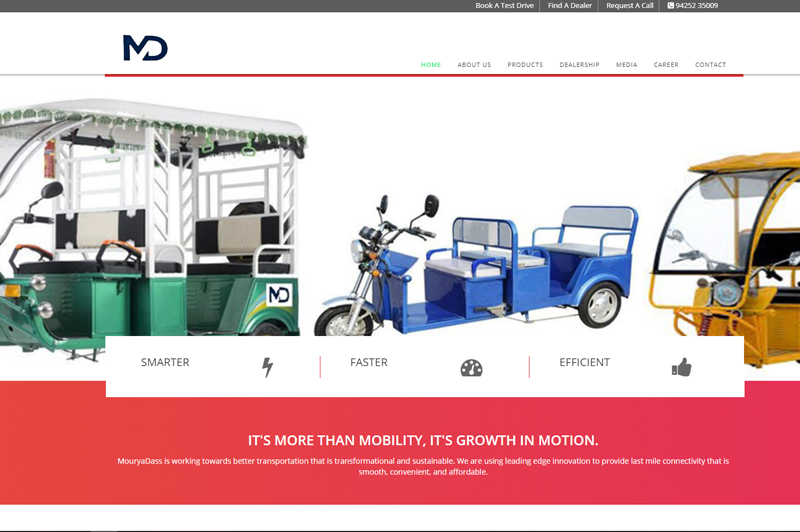 Book A Test Drive Find A Dealer Request A Call 94252 35009
MD
HOME ABOUT US PRODUCTS DEALERSHIP MEDIA CAREER CONTACT
MD
SMARTER FASTER EFFICIENT
IT'S MORE THAN MOBILITY, IT'S GROWTH IN MOTION.
MouryaDass is working towards better transportation that is transformational and sustainable. We are using leading edge innovation to provide last mile connectivity that is
smooth, convenient, and affordable.